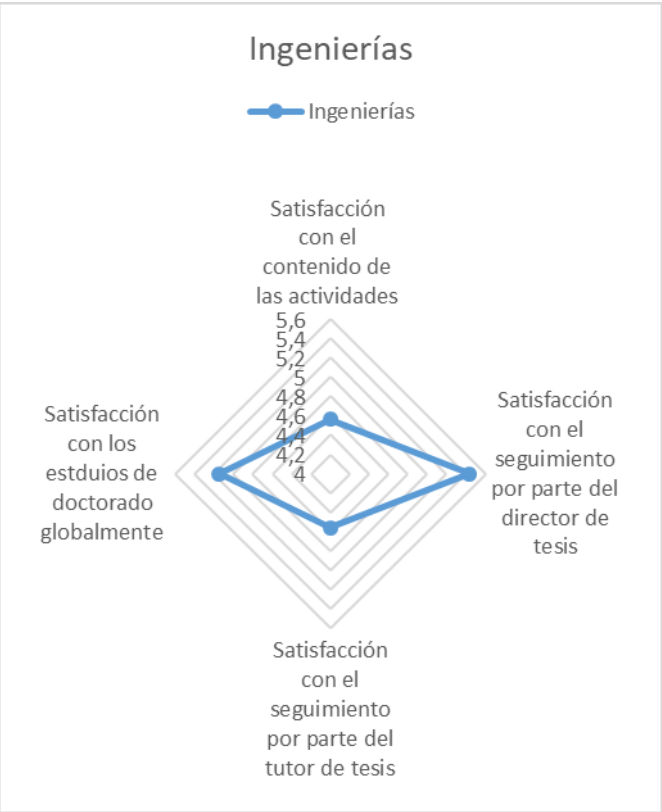 Ingenierías
Ingenierías
Satisfacción
con el
contenido de
las actividades
5,6
5,4
5,2
5
4,8
4,6
4,4
4,2
4
Satisfacción
con el
seguimiento
por parte del
director de
tesis
Satisfacción
con el
seguimiento
por parte del
tutor de tesis
Satisfacción
con los
estduios de
doctorado
globalmente